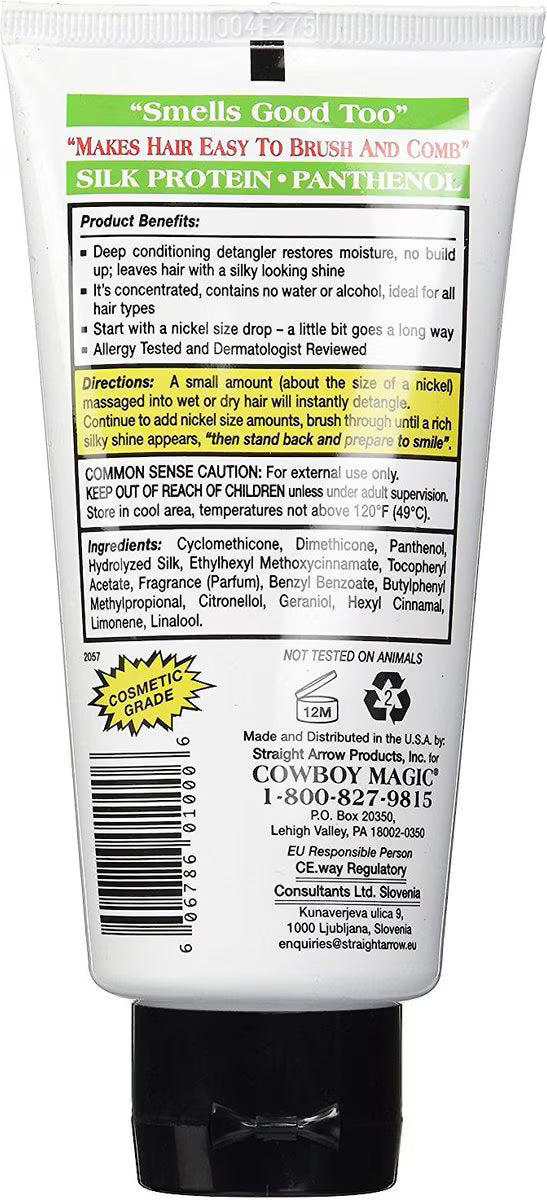 004E275
"Smells Good Too"
"MAKES HAIR EASY TO BRUSH AND COMB"
SILK PROTEIN • PANTHENOL
Product Benefits:
▪ Deep conditioning detangler restores moisture, no build
up; leaves hair with a silky looking shine
▪ It's concentrated, contains no water or alcohol, ideal for all
hair types
▪ Start with a nickel size drop – a little bit goes a long way
▪ Allergy Tested and Dermatologist Reviewed
Directions: A small amount (about the size of a nickel)
massaged into wet or dry hair will instantly detangle.
Continue to add nickel size amounts, brush through until a rich
silky shine appears, "then stand back and prepare to smile".
COMMON SENSE CAUTION: For external use only.
KEEP OUT OF REACH OF CHILDREN unless under adult supervision.
Store in cool area, temperatures not above 120°F (49°C).
Ingredients: Cyclomethicone, Dimethicone, Panthenol,
Hydrolyzed Silk, Ethylhexyl Methoxycinnamate, Tocopheryl
Acetate, Fragrance (Parfum), Benzyl Benzoate, Butylphenyl
Methylpropional, Citronellol, Geraniol, Hexyl Cinnamal,
Limonene, Linalool.
2057
COSMETIC
GRADE
6 06786 01000 6
NOT TESTED ON ANIMALS
12M
2
Made and Distributed in the U.S.A. by:
Straight Arrow Products, Inc. for
COWBOY MAGIC®
1-800-827-9815
P.O. Box 20350,
Lehigh Valley, PA 18002-0350
EU Responsible Person
CE.way Regulatory
Consultants Ltd. Slovenia
Kunaverjeva ulica 9,
1000 Ljubljana, Slovenia
enquiries@straightarrow.eu